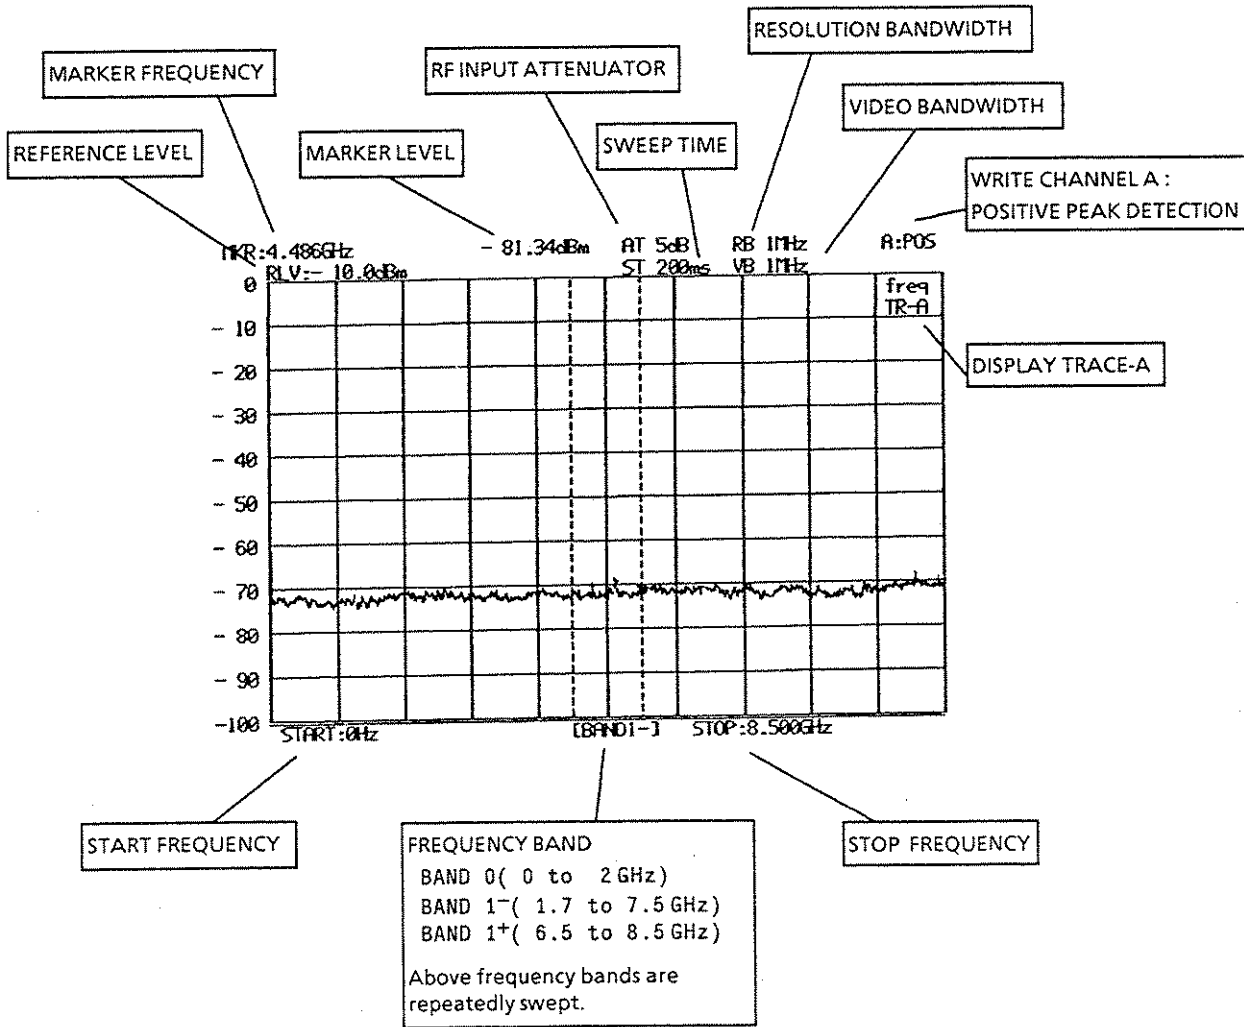 RESOLUTION BANDWIDTH
MARKER FREQUENCY
RF INPUT ATTENUATOR
VIDEO BANDWIDTH
REFERENCE LEVEL
MARKER LEVEL
SWEEP TIME
WRITE CHANNEL A :
POSITIVE PEAK DETECTION
MKR:4.486GHz
- 81.34dBm
AT 5dB
RB 1MHz
A:POS
RLV:- 10.0dBm
ST 200ms
VB 1MHz
0
freq
TR-A
- 10
DISPLAY TRACE-A
- 20
- 30
- 40
- 50
- 60
- 70
- 80
- 90
-100
START:0Hz
[BAND1-]
STOP:8.500GHz
START FREQUENCY
FREQUENCY BAND
BAND 0( 0 to 2 GHz)
BAND 1⁻( 1.7 to 7.5 GHz)
BAND 1⁺( 6.5 to 8.5 GHz)
Above frequency bands are
repeatedly swept.
STOP FREQUENCY